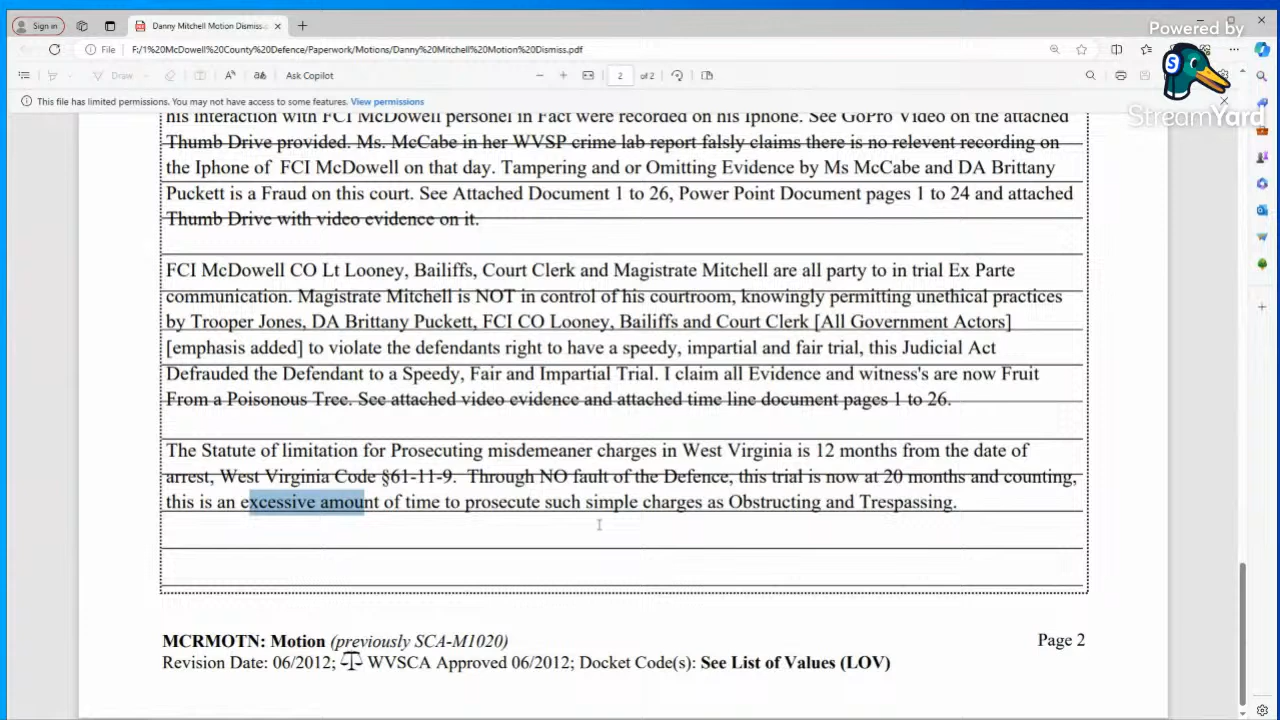 Sign in
Danny Mitchell Motion Dismiss...
Powered by
File
F:/1%20McDowell%20County%20Defence/Paperwork/Motions/Danny%20Mitchell%20Motion%20Dismiss.pdf
StreamYard
Draw
Ask Copilot
2 of 2
This file has limited permissions. You may not have access to some features. View permissions
his interaction with FCI McDowell personel in Fact were recorded on his Iphone. See GoPro Video on the attached
Thumb Drive provided. Ms. McCabe in her WVSP crime lab report falsly claims there is no relevent recording on
the Iphone of FCI McDowell on that day. Tampering and or Omitting Evidence by Ms McCabe and DA Brittany
Puckett is a Fraud on this court. See Attached Document 1 to 26, Power Point Document pages 1 to 24 and attached
Thumb Drive with video evidence on it.
FCI McDowell CO Lt Looney, Bailiffs, Court Clerk and Magistrate Mitchell are all party to in trial Ex Parte
communication. Magistrate Mitchell is NOT in control of his courtroom, knowingly permitting unethical practices
by Trooper Jones, DA Brittany Puckett, FCI CO Looney, Bailiffs and Court Clerk [All Government Actors]
[emphasis added] to violate the defendants right to have a speedy, impartial and fair trial, this Judicial Act
Defrauded the Defendant to a Speedy, Fair and Impartial Trial. I claim all Evidence and witness's are now Fruit
From a Poisonous Tree. See attached video evidence and attached time line document pages 1 to 26.
The Statute of limitation for Prosecuting misdemeaner charges in West Virginia is 12 months from the date of
arrest, West Virginia Code §61-11-9. Through NO fault of the Defence, this trial is now at 20 months and counting,
this is an excessive amount of time to prosecute such simple charges as Obstructing and Trespassing.
MCRMOTN: Motion (previously SCA-M1020)
Page 2
Revision Date: 06/2012; WVSCA Approved 06/2012; Docket Code(s): See List of Values (LOV)